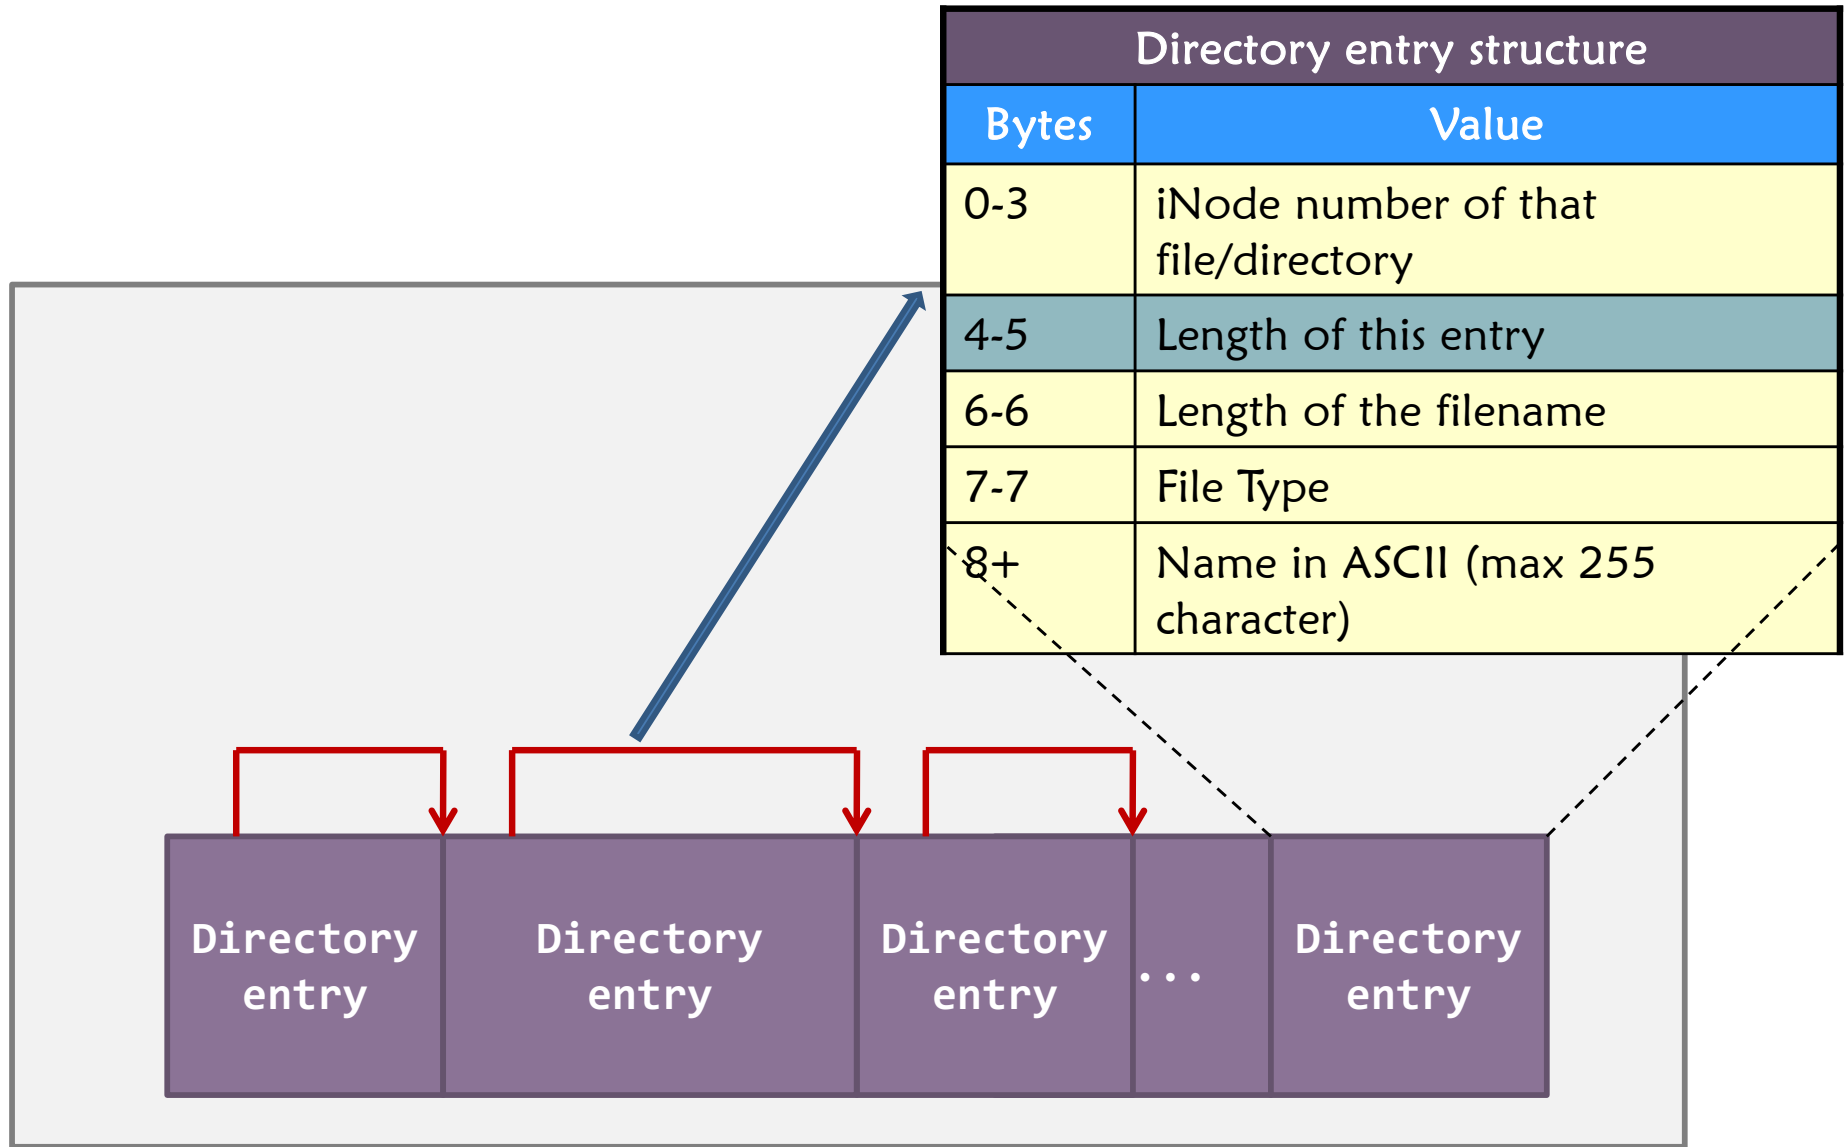 Directory entry structure
Bytes Value
0-3 iNode number of that
file/directory
4-5 Length of this entry
6-6 Length of the filename
7-7 File Type
8+ Name in ASCII (max 255
character)
Directory Directory Directory Directory
entry entry entry ... entry